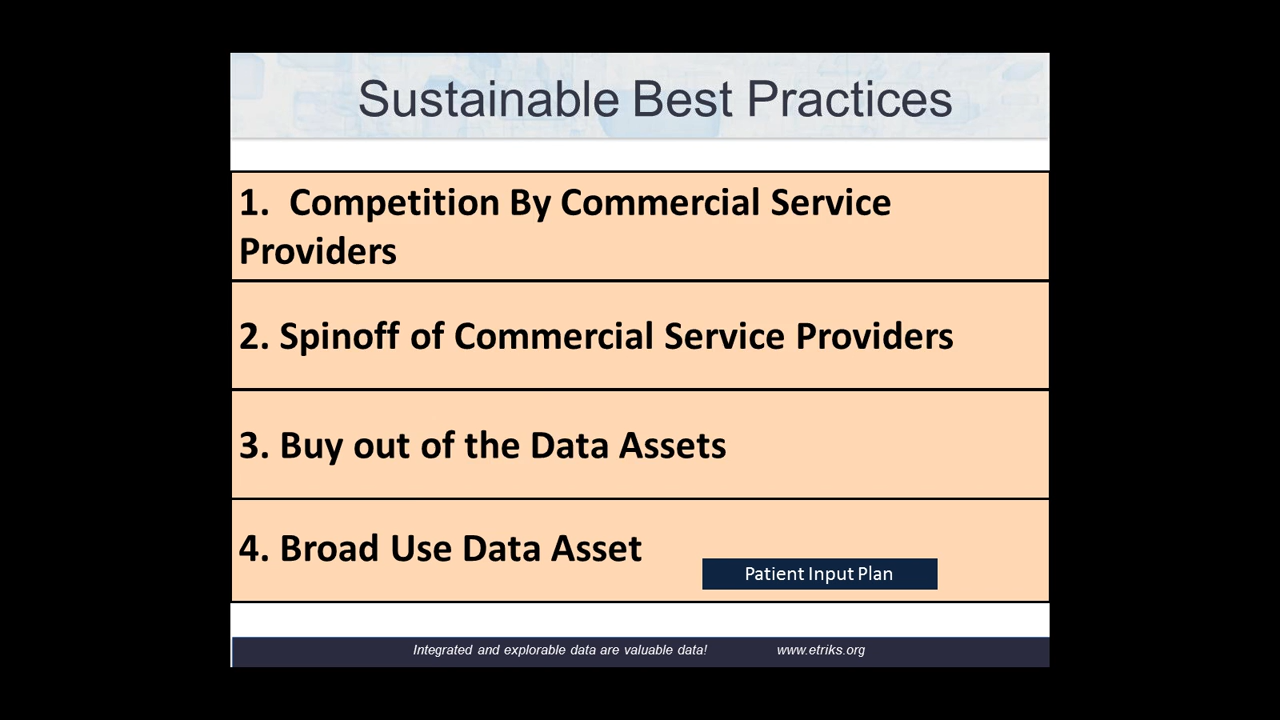 Sustainable Best Practices
1. Competition By Commercial Service
Providers
2. Spinoff of Commercial Service Providers
3. Buy out of the Data Assets
4. Broad Use Data Asset
Patient Input Plan
Integrated and explorable data are valuable data! www.etriks.org